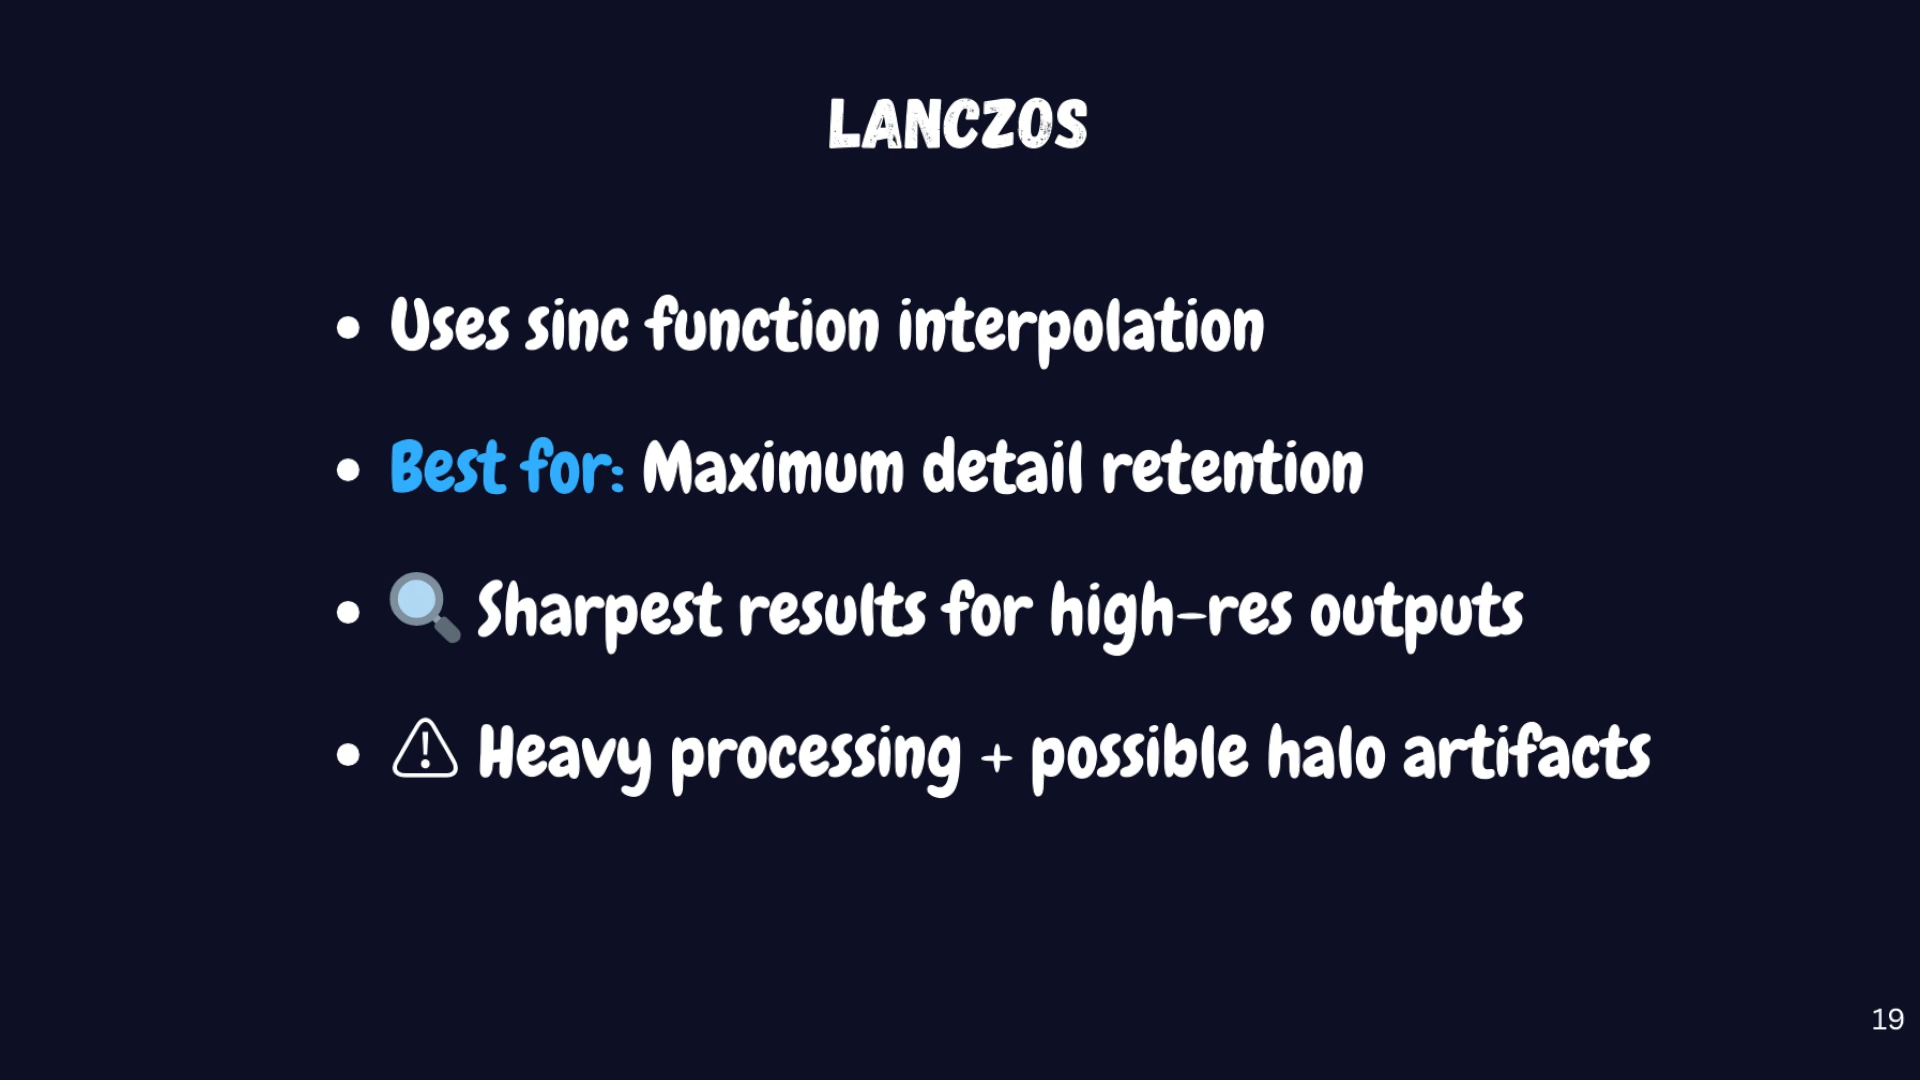 LANCZOS
• Uses sinc function interpolation
• Best for: Maximum detail retention
• 🔍 Sharpest results for high-res outputs
• ⚠ Heavy processing + possible halo artifacts
19